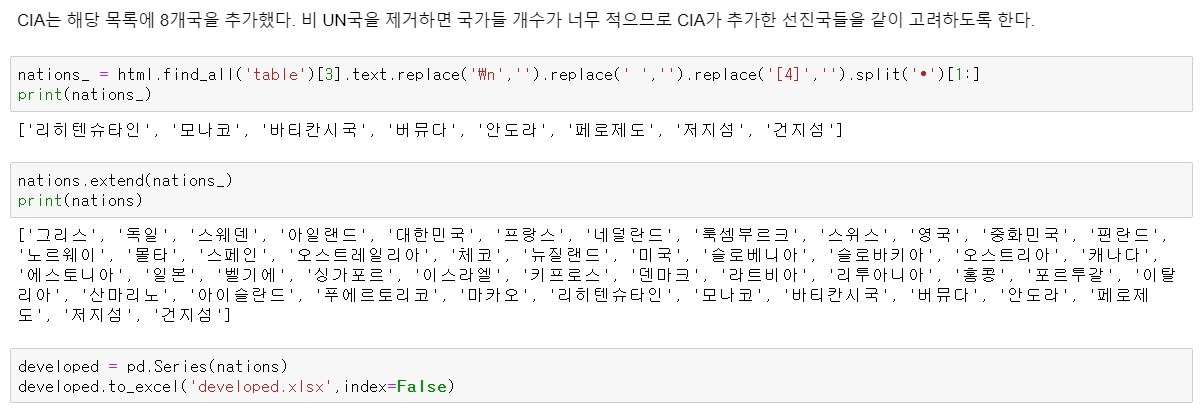 CIA는 해당 목록에 8개국을 추가했다. 비 UN국을 제거하면 국가들 개수가 너무 적으므로 CIA가 추가한 선진국들을 같이 고려하도록 한다.
nations_ = html.find_all('table')[3].text.replace('₩n','').replace(' ','').replace('[4]','').split('•')[1:]
print(nations_)
['리히텐슈타인', '모나코', '바티칸시국', '버뮤다', '안도라', '페로제도', '저지섬', '건지섬']
nations.extend(nations_)
print(nations)
['그리스', '독일', '스웨덴', '아일랜드', '대한민국', '프랑스', '네덜란드', '룩셈부르크', '스위스', '영국', '중화민국', '핀란드',
'노르웨이', '몰타', '스페인', '오스트레일리아', '체코', '뉴질랜드', '미국', '슬로베니아', '슬로바키아', '오스트리아', '캐나다',
'에스토니아', '일본', '벨기에', '싱가포르', '이스라엘', '키프로스', '덴마크', '라트비아', '리투아니아', '홍콩', '포르투갈', '이탈
리아', '산마리노', '아이슬란드', '푸에르토리코', '마카오', '리히텐슈타인', '모나코', '바티칸시국', '버뮤다', '안도라', '페로제
도', '저지섬', '건지섬']
developed = pd.Series(nations)
developed.to_excel('developed.xlsx',index=False)